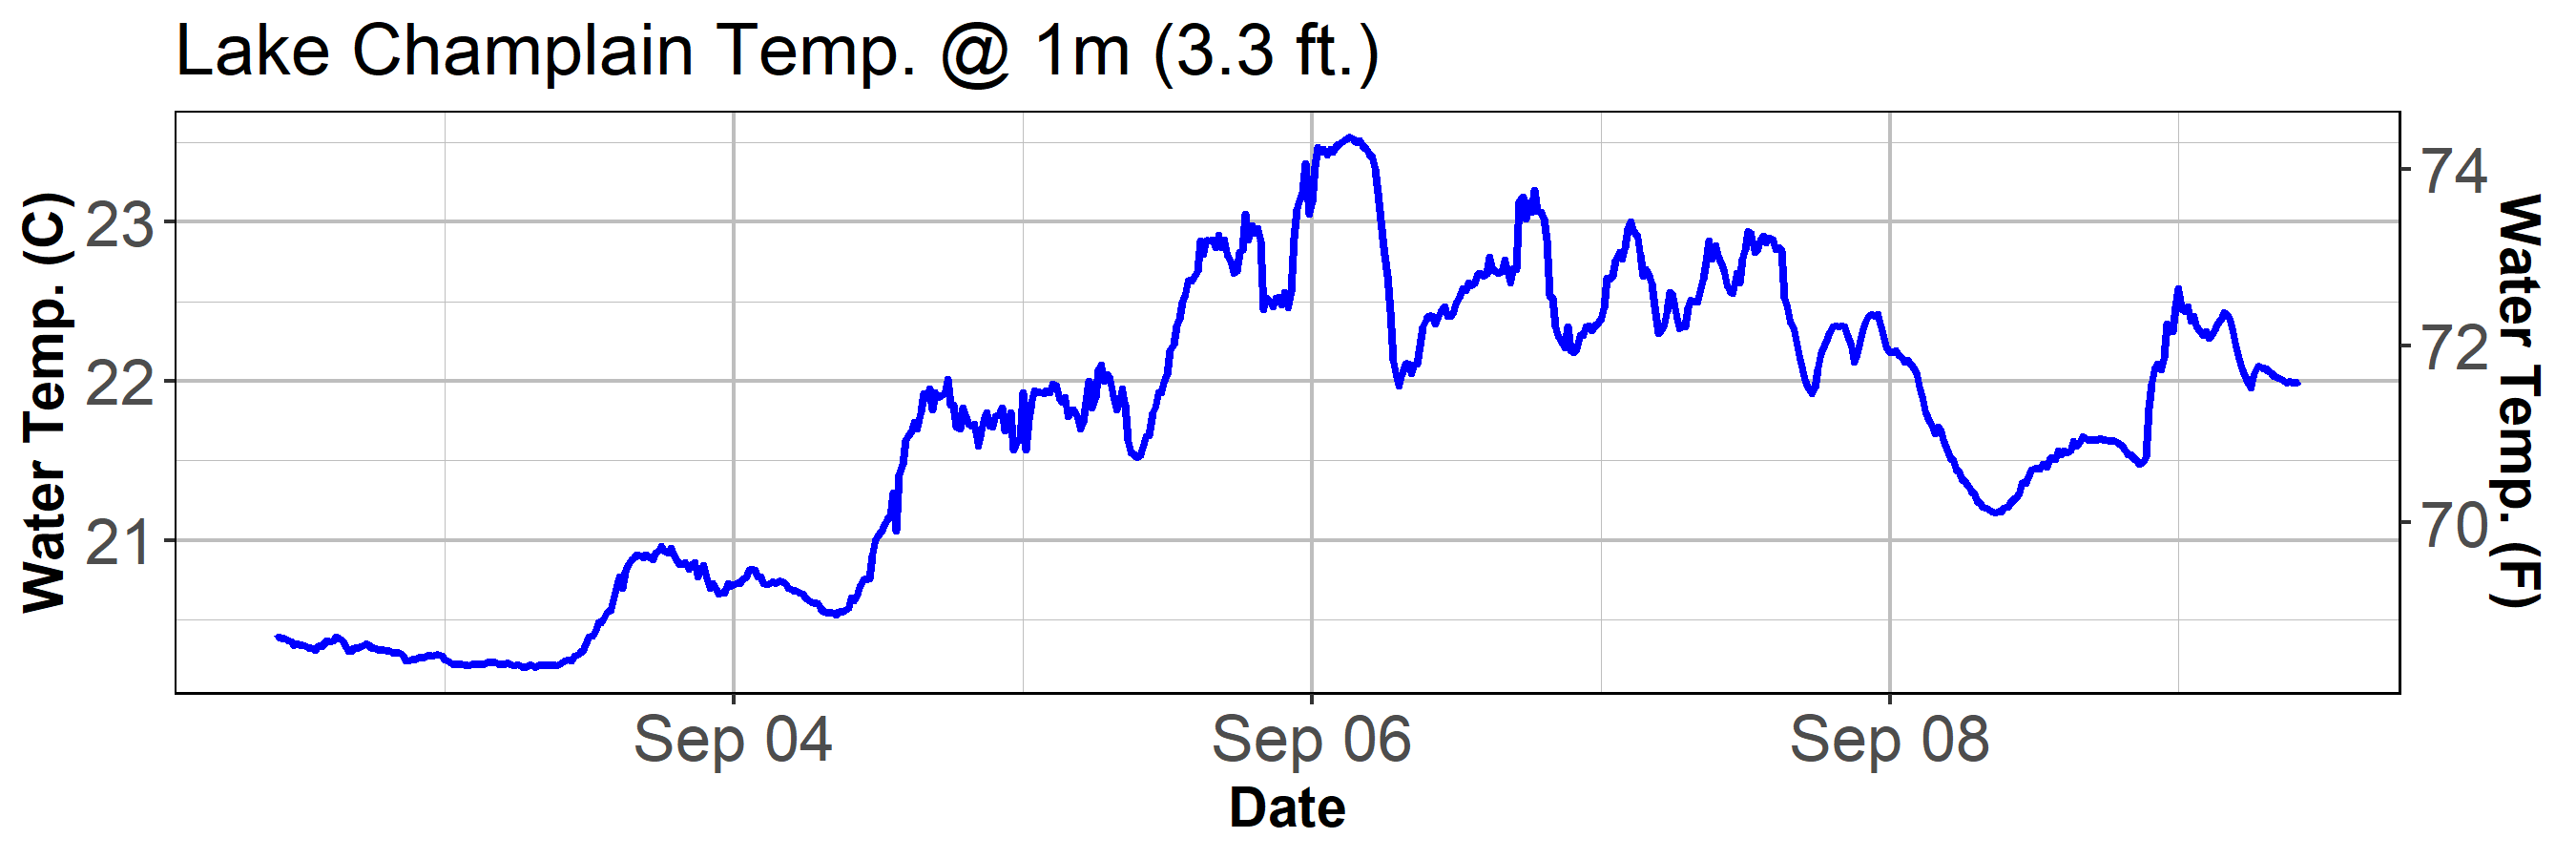 Lake Champlain Temp. @ 1m (3.3 ft.)
Water Temp. (C)
23
22
21
74
72
70
Water Temp. (F)
Sep 04 Sep 06 Sep 08
Date